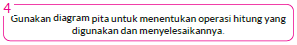 4
Gunakan diagram pita untuk menentukan operasi hitung yang
digunakan dan menyelesaikannya.